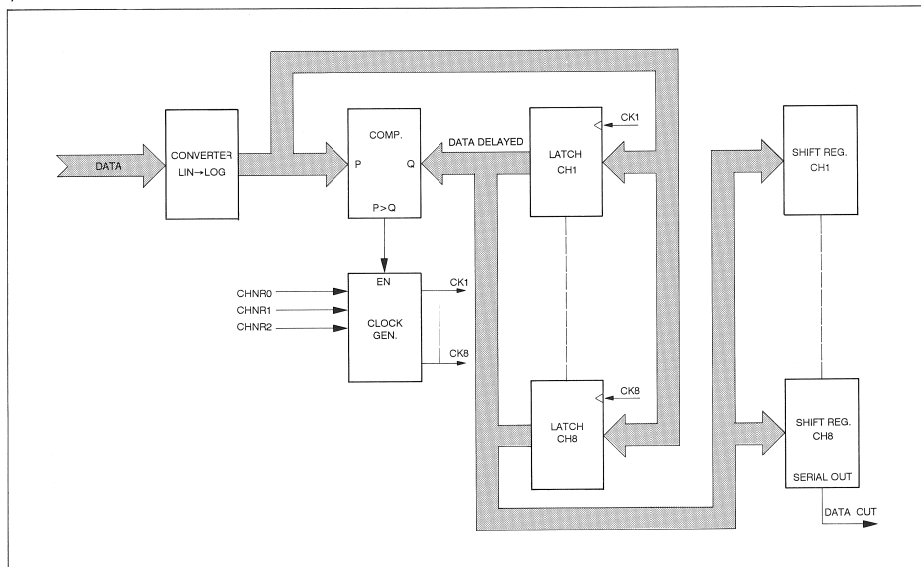 DATA
CONVERTER
LIN→LOG
COMP.
P
Q
P>Q
DATA DELAYED
LATCH
CH1
CK1
SHIFT REG.
CH1
CHNR0
CHNR1
CHNR2
EN
CLOCK
GEN.
CK1
CK8
LATCH
CH8
CK8
SHIFT REG.
CH8
SERIAL OUT
DATA CUT